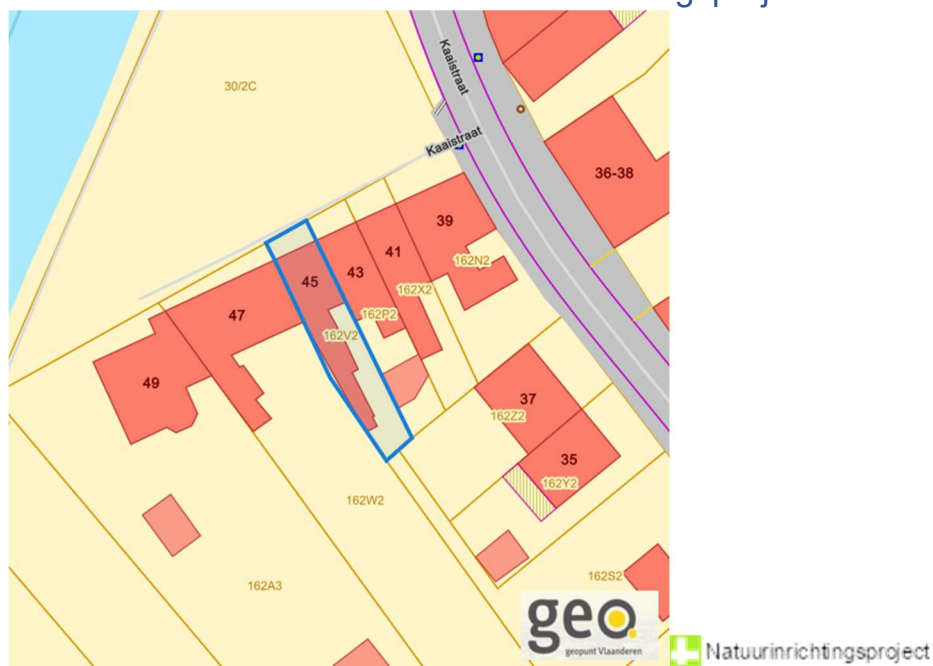 Kaaistraat
30/2C
Kaaistraat
36-38
39
41
162N2
43
45
162X2
47
162P2
162V2
49
37
162Z2
35
162Y2
162W2
162A3
162S2
geo.
geopunt Vlaanderen
Natuurinrichtingsproject